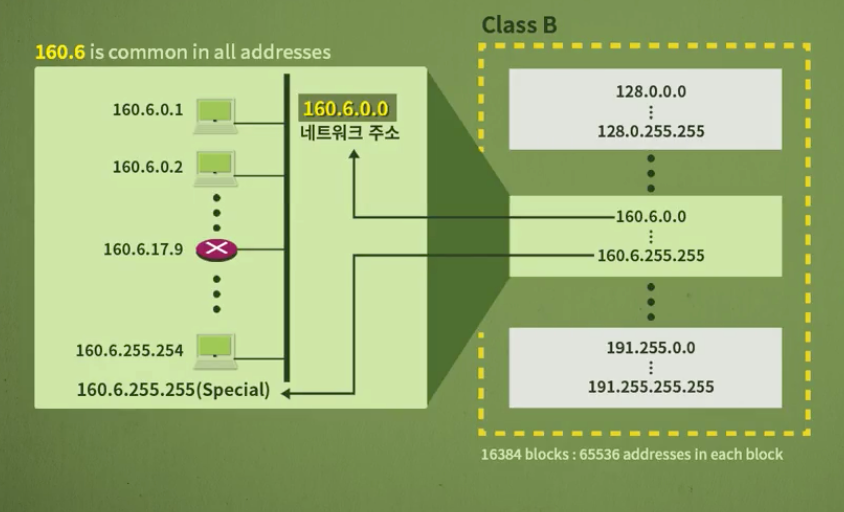 Class B
160.6 is common in all addresses
160.6.0.1
160.6.0.2
160.6.17.9
160.6.255.254
160.6.255.255(Special)
160.6.0.0
네트워크 주소
128.0.0.0
128.0.255.255
160.6.0.0
160.6.255.255
191.255.0.0
191.255.255.255
16384 blocks : 65536 addresses in each block